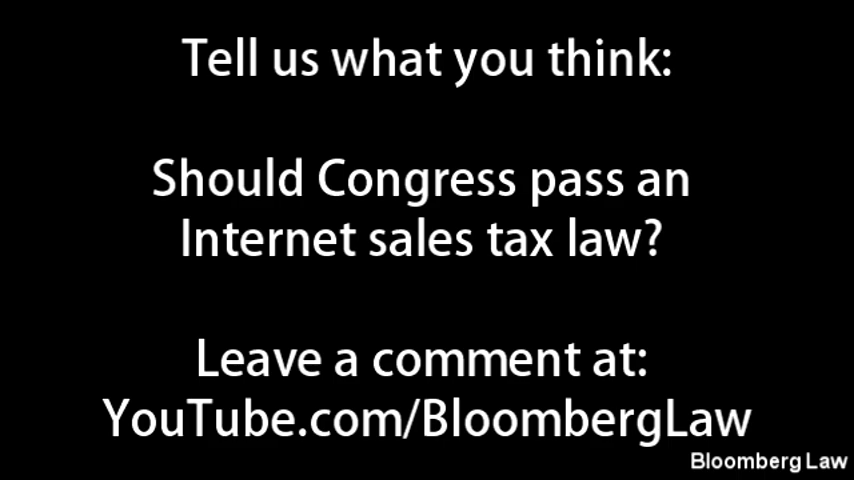 Tell us what you think:
Should Congress pass an
Internet sales tax law?
Leave a comment at:
YouTube.com/BloombergLaw
Bloomberg Law